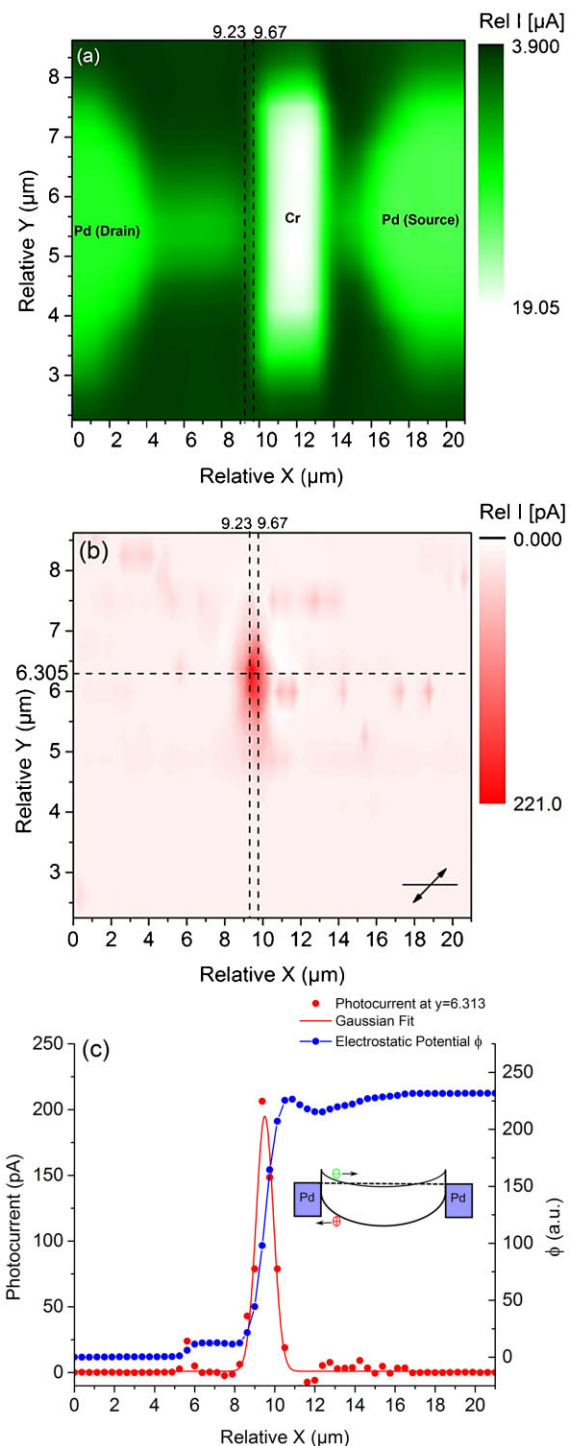 9.23 9.67
Rel I [µA]
(a)
3.900
19.05
8
7
6
5
4
3
Relative Y (µm)
Pd (Drain)
Cr
Pd (Source)
0 2 4 6 8 10 12 14 16 18 20
Relative X (µm)
9.23 9.67
Rel I [pA]
(b)
0.000
221.0
8
7
6.305
6
5
4
3
Relative Y (µm)
0 2 4 6 8 10 12 14 16 18 20
Relative X (µm)
Photocurrent at y=6.313
Gaussian Fit
Electrostatic Potential ϕ
(c)
250
200
150
100
50
0
Photocurrent (pA)
Pd
Pd
250
200
150
100
50
0
ϕ (a.u.)
0 2 4 6 8 10 12 14 16 18 20
Relative X (µm)